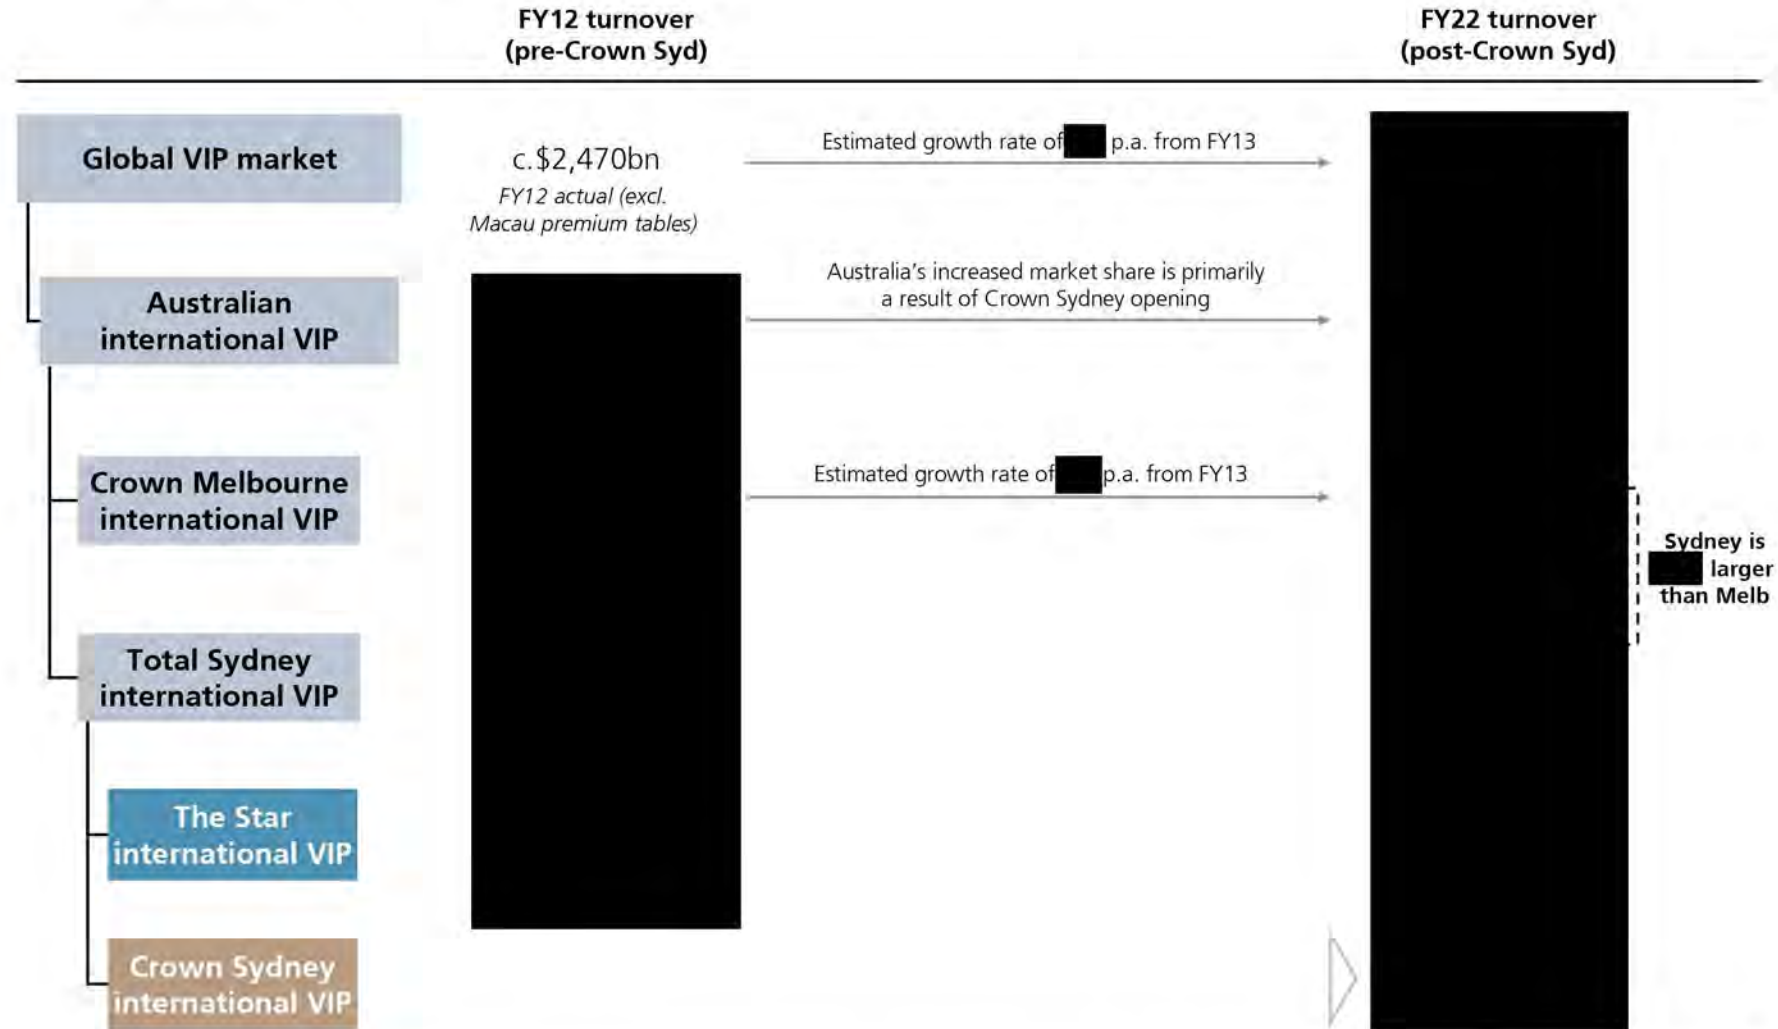 FY12 turnover
(pre-Crown Syd)
FY22 turnover
(post-Crown Syd)
Global VIP market
c.$2,470bn
FY12 actual (excl.
Macau premium tables)
Estimated growth rate of p.a. from FY13
Australian
international VIP
Australia's increased market share is primarily
a result of Crown Sydney opening
Crown Melbourne
international VIP
Estimated growth rate of p.a. from FY13
Sydney is
larger
than Melb
Total Sydney
international VIP
The Star
international VIP
Crown Sydney
international VIP